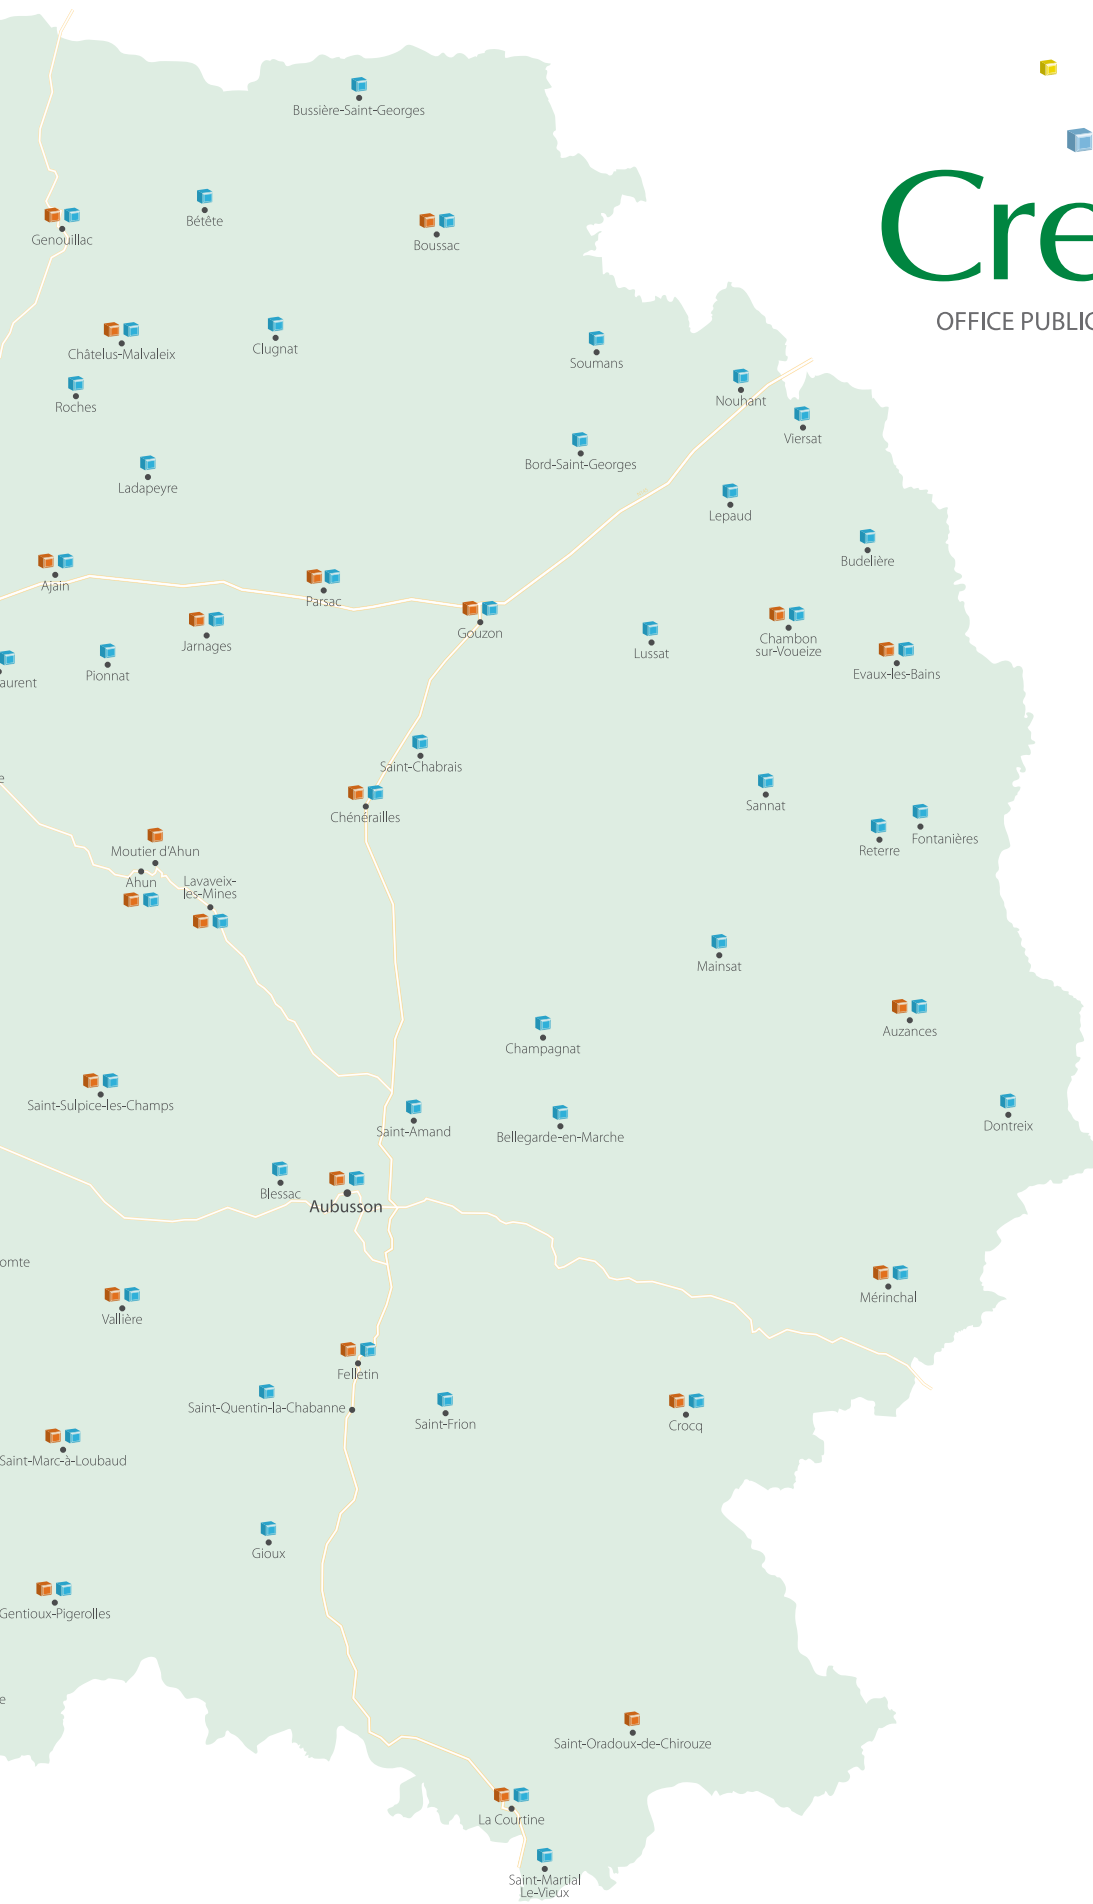 Bussière-Saint-Georges
Cre
Bétête
Genouillac
Boussac
OFFICE PUBLIC
Châtelus-Malvaleix
Clugnat
Soumans
Roches
Nouhant
Viersat
Bord-Saint-Georges
Ladapeyre
Lepaud
Budelière
Ajain
Parsac
Gouzon
Jarnages
Chambon
sur-Voueize
Lussat
Evaux-les-Bains
aurent
Pionnat
Saint-Chabrais
e
Sannat
Chénérailles
Fontanières
Reterre
Moutier d'Ahun
Ahun
Lavaveix-
les-Mines
Mainsat
Auzances
Champagnat
Saint-Sulpice-les-Champs
Saint-Amand
Bellegarde-en-Marche
Dontreix
Blessac
Aubusson
omte
Mérinchal
Vallière
Felletin
Saint-Quentin-la-Chabanne
Saint-Frion
Crocq
Saint-Marc-à-Loubaud
Gioux
Gentioux-Pigerolles
e
Saint-Oradoux-de-Chirouze
La Courtine
Saint-Martial
Le-Vieux